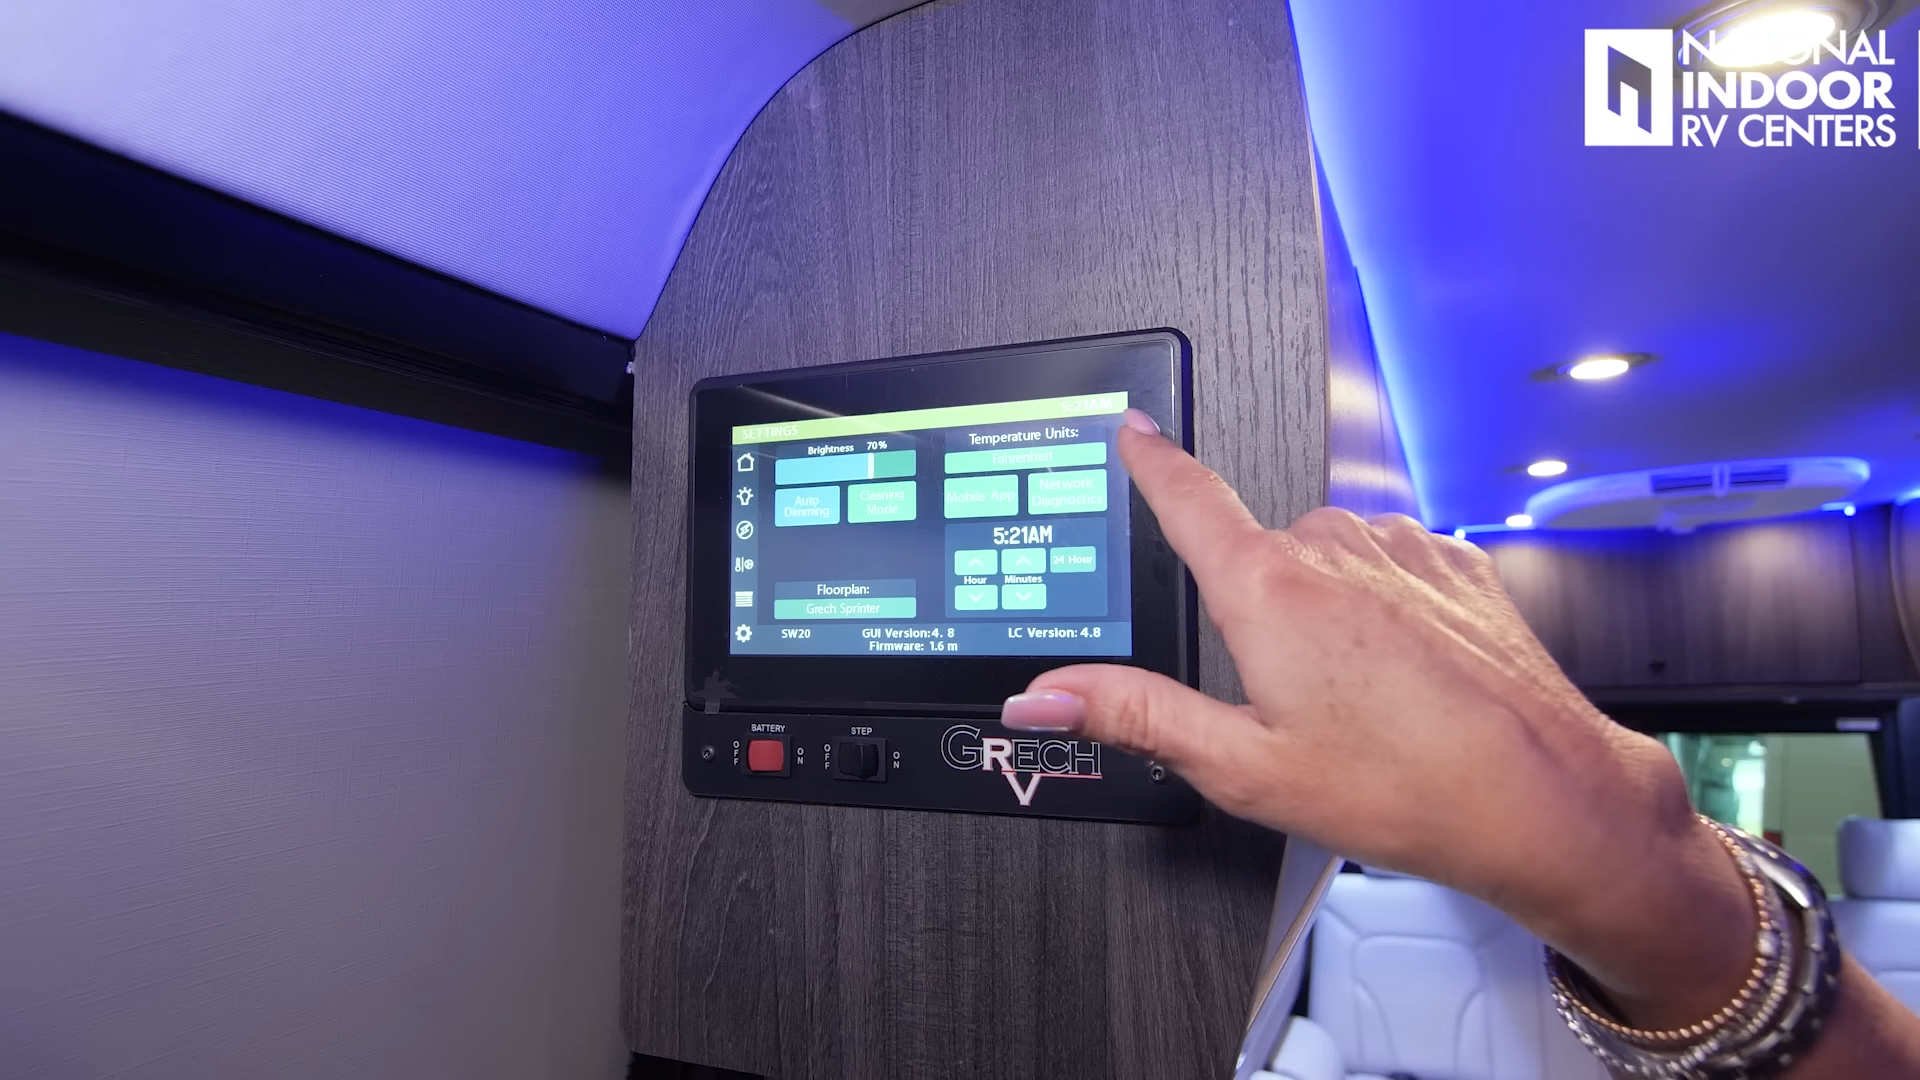 NATIONAL
INDOOR
RV CENTERS
5:21AM
SETTINGS
Brightness 70%
Auto
Dimming
Cleaning
Mode
Temperature Units:
Fahrenheit
Mobile App
Network
Diagnostics
5:21AM
24 Hour
Hour
Minutes
Floorplan:
Grech Sprinter
SW20
GUI Version:4. 8
LC Version: 4.8
Firmware: 1.6 m
BATTERY
OFF
ON
STEP
OFF
ON
GRECH
RV